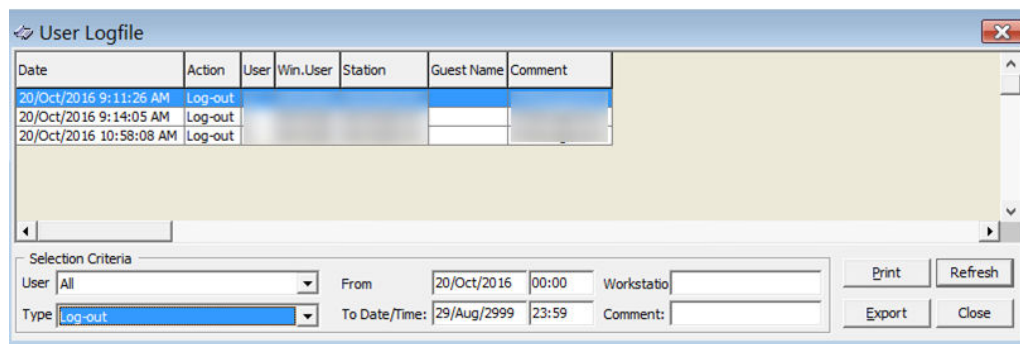 User Logfile
Date Action User Win.User Station Guest Name Comment
20/Oct/2016 9:11:26 AM Log-out
20/Oct/2016 9:14:05 AM Log-out
20/Oct/2016 10:58:08 AM Log-out
Selection Criteria
User All From 20/Oct/2016 00:00 Workstatio Print Refresh
Type Log-out To Date/Time: 29/Aug/2999 23:59 Comment: Export Close